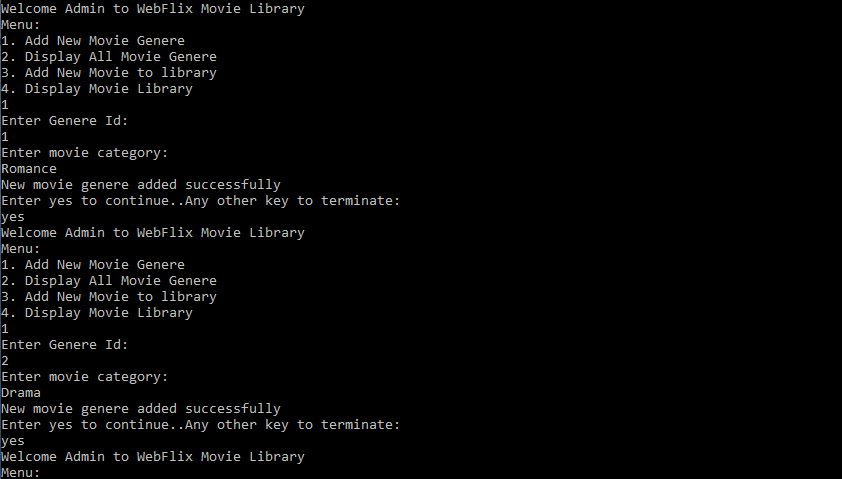 Welcome Admin to WebFlix Movie Library
Menu:
1. Add New Movie Genere
2. Display All Movie Genere
3. Add New Movie to library
4. Display Movie Library
1
Enter Genere Id:
1
Enter movie category:
Romance
New movie genere added successfully
Enter yes to continue..Any other key to terminate:
yes
Welcome Admin to WebFlix Movie Library
Menu:
1. Add New Movie Genere
2. Display All Movie Genere
3. Add New Movie to library
4. Display Movie Library
1
Enter Genere Id:
2
Enter movie category:
Drama
New movie genere added successfully
Enter yes to continue..Any other key to terminate:
yes
Welcome Admin to WebFlix Movie Library
Menu: